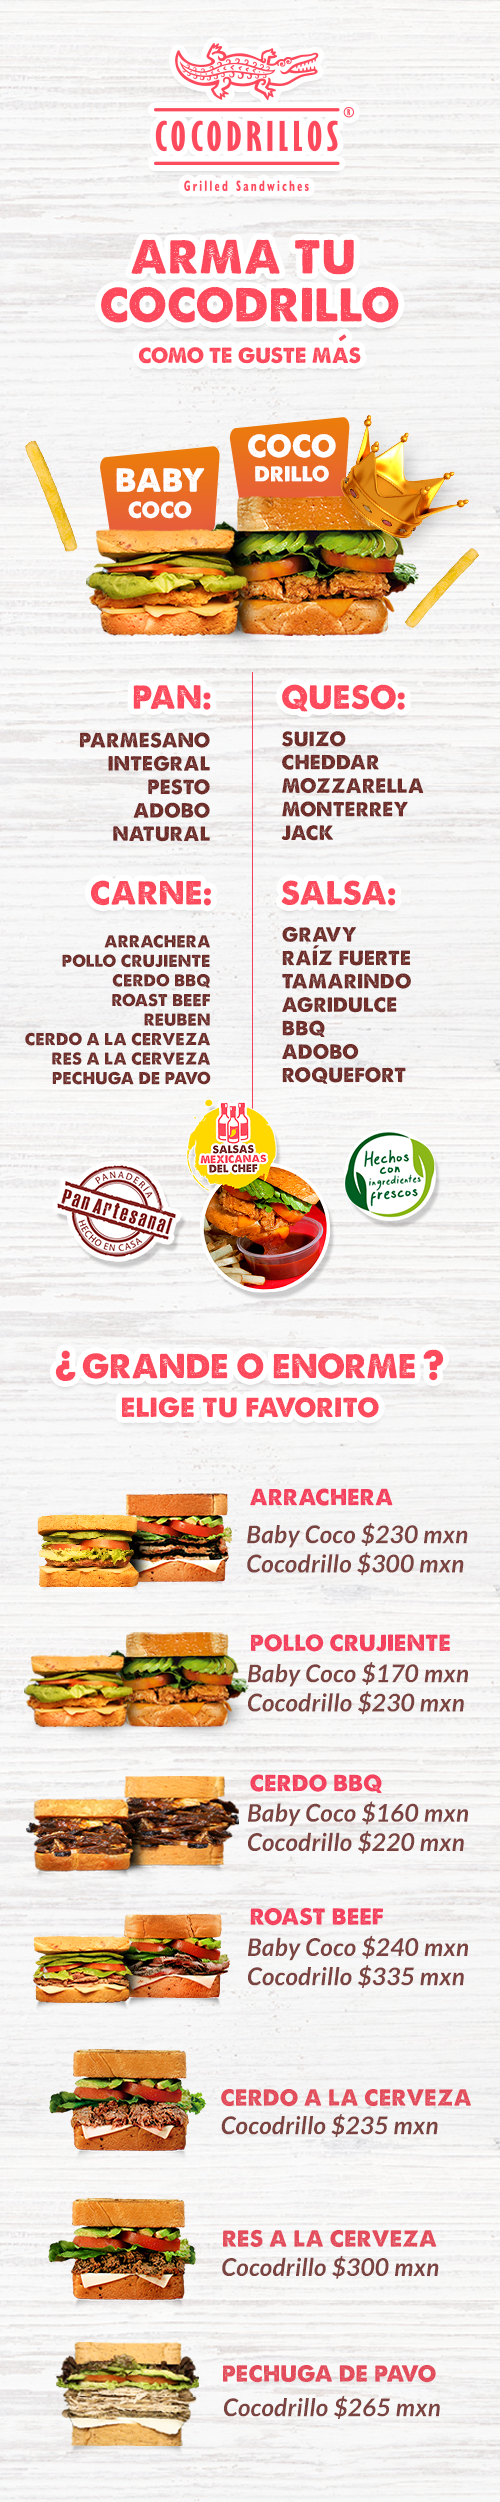 COCODRILLOS®
Grilled Sandwiches
ARMA TU
COCODRILLO
COMO TE GUSTE MÁS
BABY
COCO
COCO
DRILLO
PAN:
PARMESANO
INTEGRAL
PESTO
ADOBO
NATURAL
QUESO:
SUIZO
CHEDDAR
MOZZARELLA
MONTERREY
JACK
CARNE:
ARRACHERA
POLLO CRUJIENTE
CERDO BBQ
ROAST BEEF
REUBEN
CERDO A LA CERVEZA
RES A LA CERVEZA
PECHUGA DE PAVO
SALSA:
GRAVY
RAÍZ FUERTE
TAMARINDO
AGRIDULCE
BBQ
ADOBO
ROQUEFORT
SALSAS
MEXICANAS
DEL CHEF
PANADERÍA
Pan Artesanal
HECHO EN CASA
Hechos
con
ingredientes
frescos
¿GRANDE O ENORME?
ELIGE TU FAVORITO
ARRACHERA
Baby Coco $230 mxn
Cocodrillo $300 mxn
POLLO CRUJIENTE
Baby Coco $170 mxn
Cocodrillo $230 mxn
CERDO BBQ
Baby Coco $160 mxn
Cocodrillo $220 mxn
ROAST BEEF
Baby Coco $240 mxn
Cocodrillo $335 mxn
CERDO A LA CERVEZA
Cocodrillo $235 mxn
RES A LA CERVEZA
Cocodrillo $300 mxn
PECHUGA DE PAVO
Cocodrillo $265 mxn